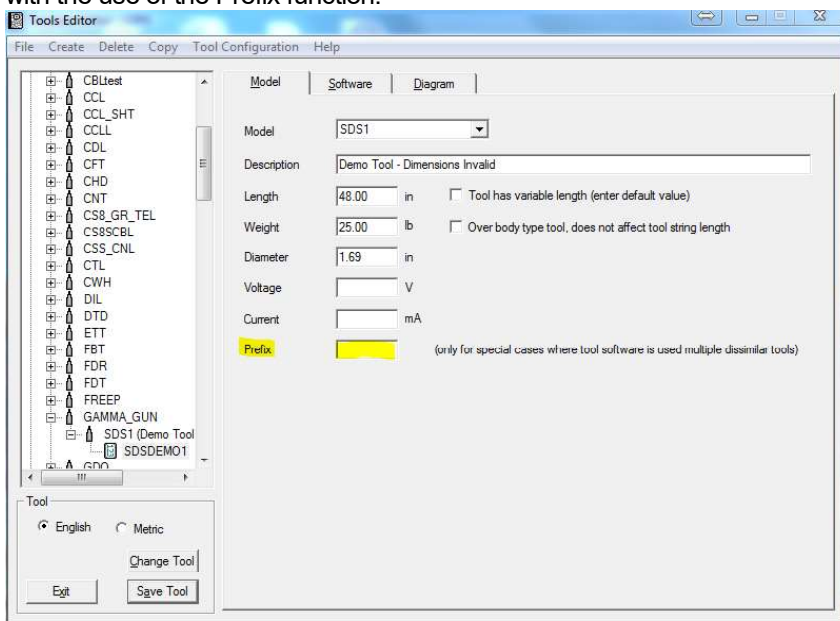 with the use of the Prefix function.
Tools Editor
File Create Delete Copy Tool Configuration Help
CBLtest
CCL
CCL_SHT
CCLL
CDL
CFT
CHD
CNT
CS8_GR_TEL
CS8SCBL
CSS_CNL
CTL
CWH
DIL
DTD
ETT
FBT
FDR
FDT
FREEP
GAMMA_GUN
SDS1 (Demo Tool
SDSDEMO1
GDO
Tool
English Metric
Change Tool
Exit Save Tool
Model Software Diagram
Model SDS1
Description Demo Tool - Dimensions Invalid
Length 48.00 in Tool has variable length (enter default value)
Weight 25.00 lb Over body type tool, does not affect tool string length
Diameter 1.69 in
Voltage V
Current mA
Prefix (only for special cases where tool software is used multiple dissimilar tools)